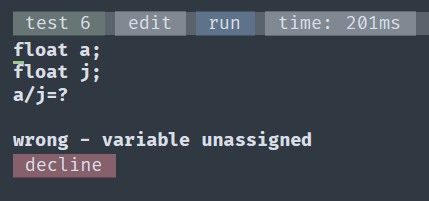 test 6 edit run time: 201ms
float a;
float j;
a/j=?
wrong - variable unassigned
decline